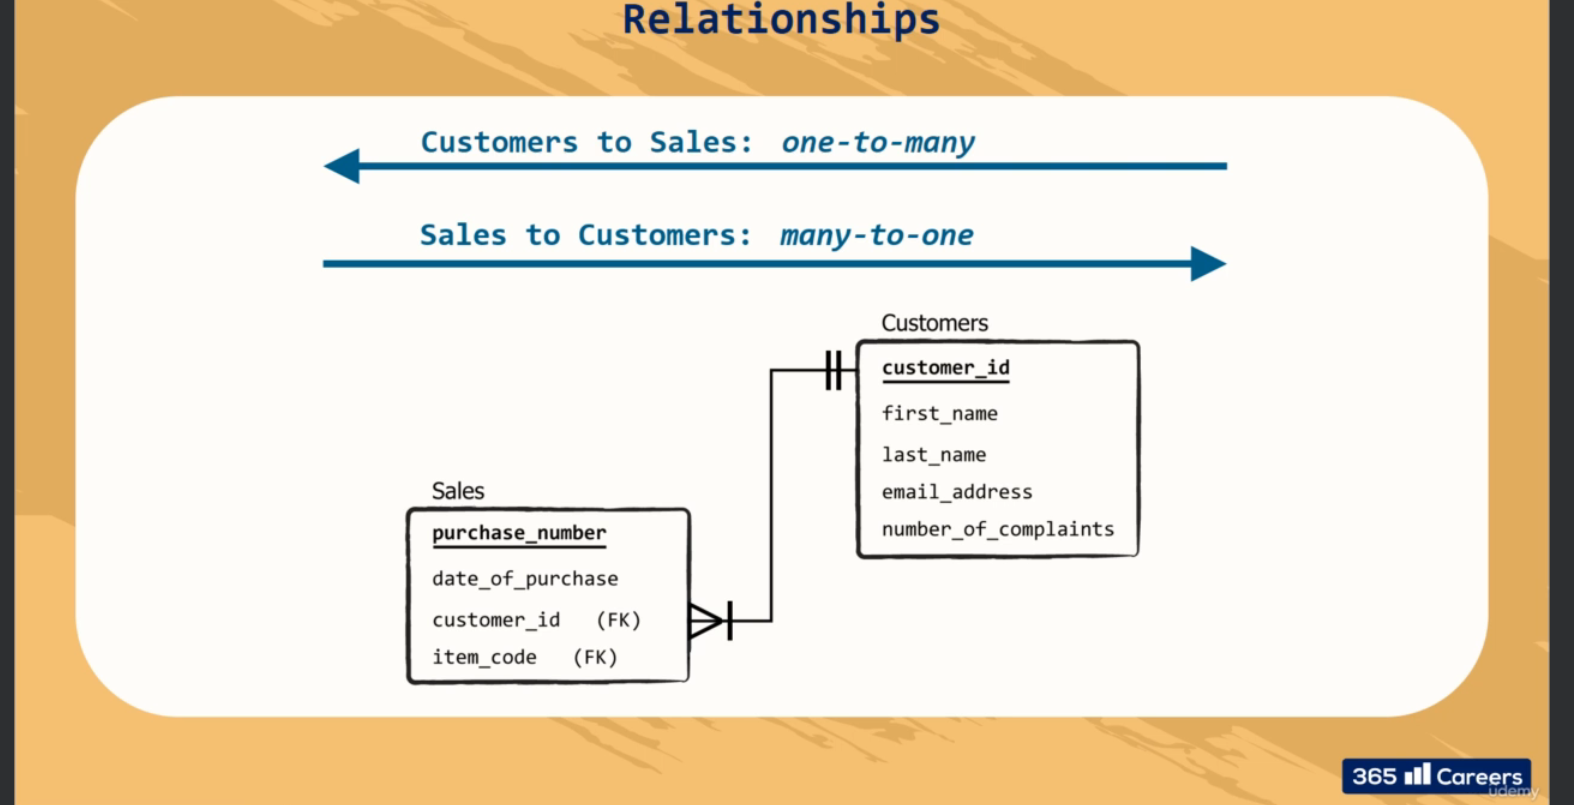 Relationships
Customers to Sales: one-to-many
Sales to Customers: many-to-one
Customers
customer_id
first_name
last_name
email_address
number_of_complaints
Sales
purchase_number
date_of_purchase
customer_id (FK)
item_code (FK)
365 Careers
udemy